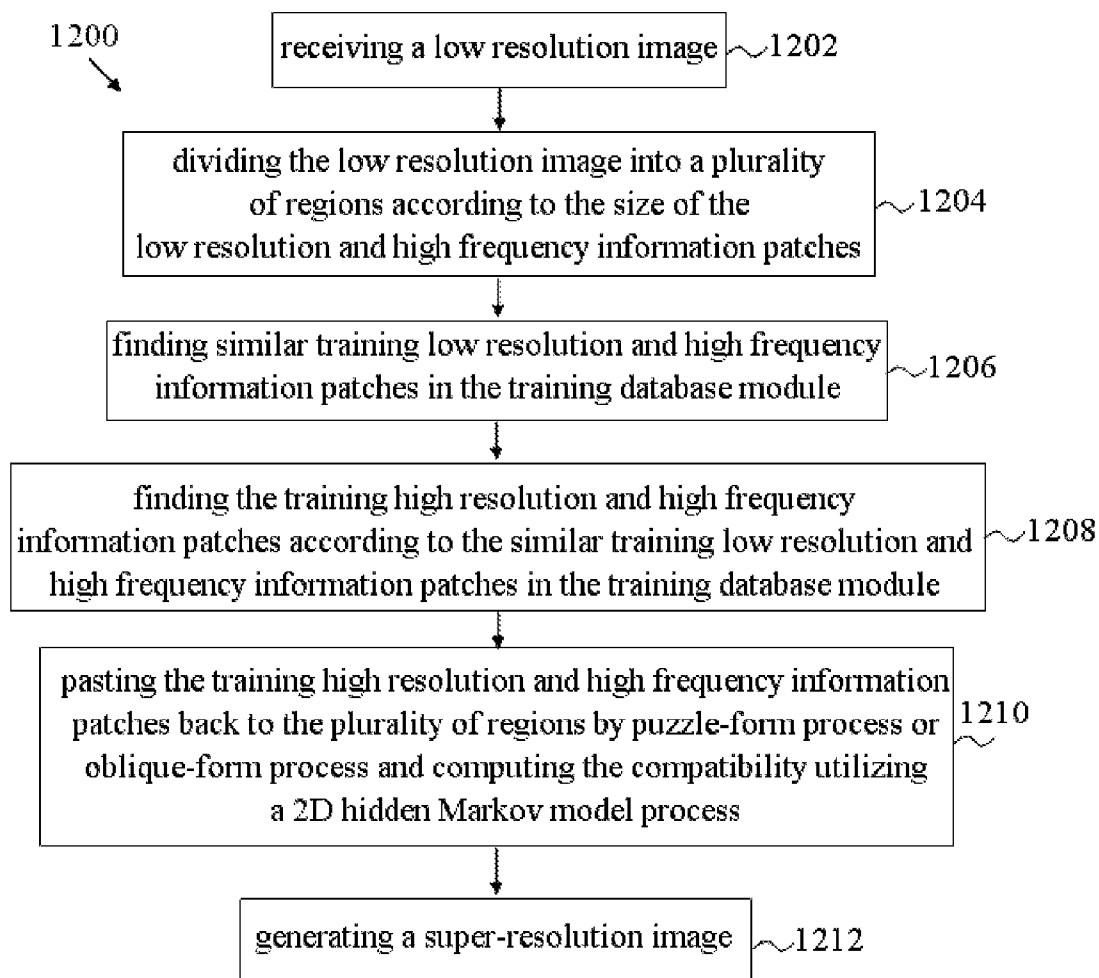 1200
receiving a low resolution image
1202
dividing the low resolution image into a plurality
of regions according to the size of the
low resolution and high frequency information patches
1204
finding similar training low resolution and high frequency
information patches in the training database module
1206
finding the training high resolution and high frequency
information patches according to the similar training low resolution and
high frequency information patches in the training database module
1208
pasting the training high resolution and high frequency information
patches back to the plurality of regions by puzzle-form process or
oblique-form process and computing the compatibility utilizing
a 2D hidden Markov model process
1210
generating a super-resolution image
1212